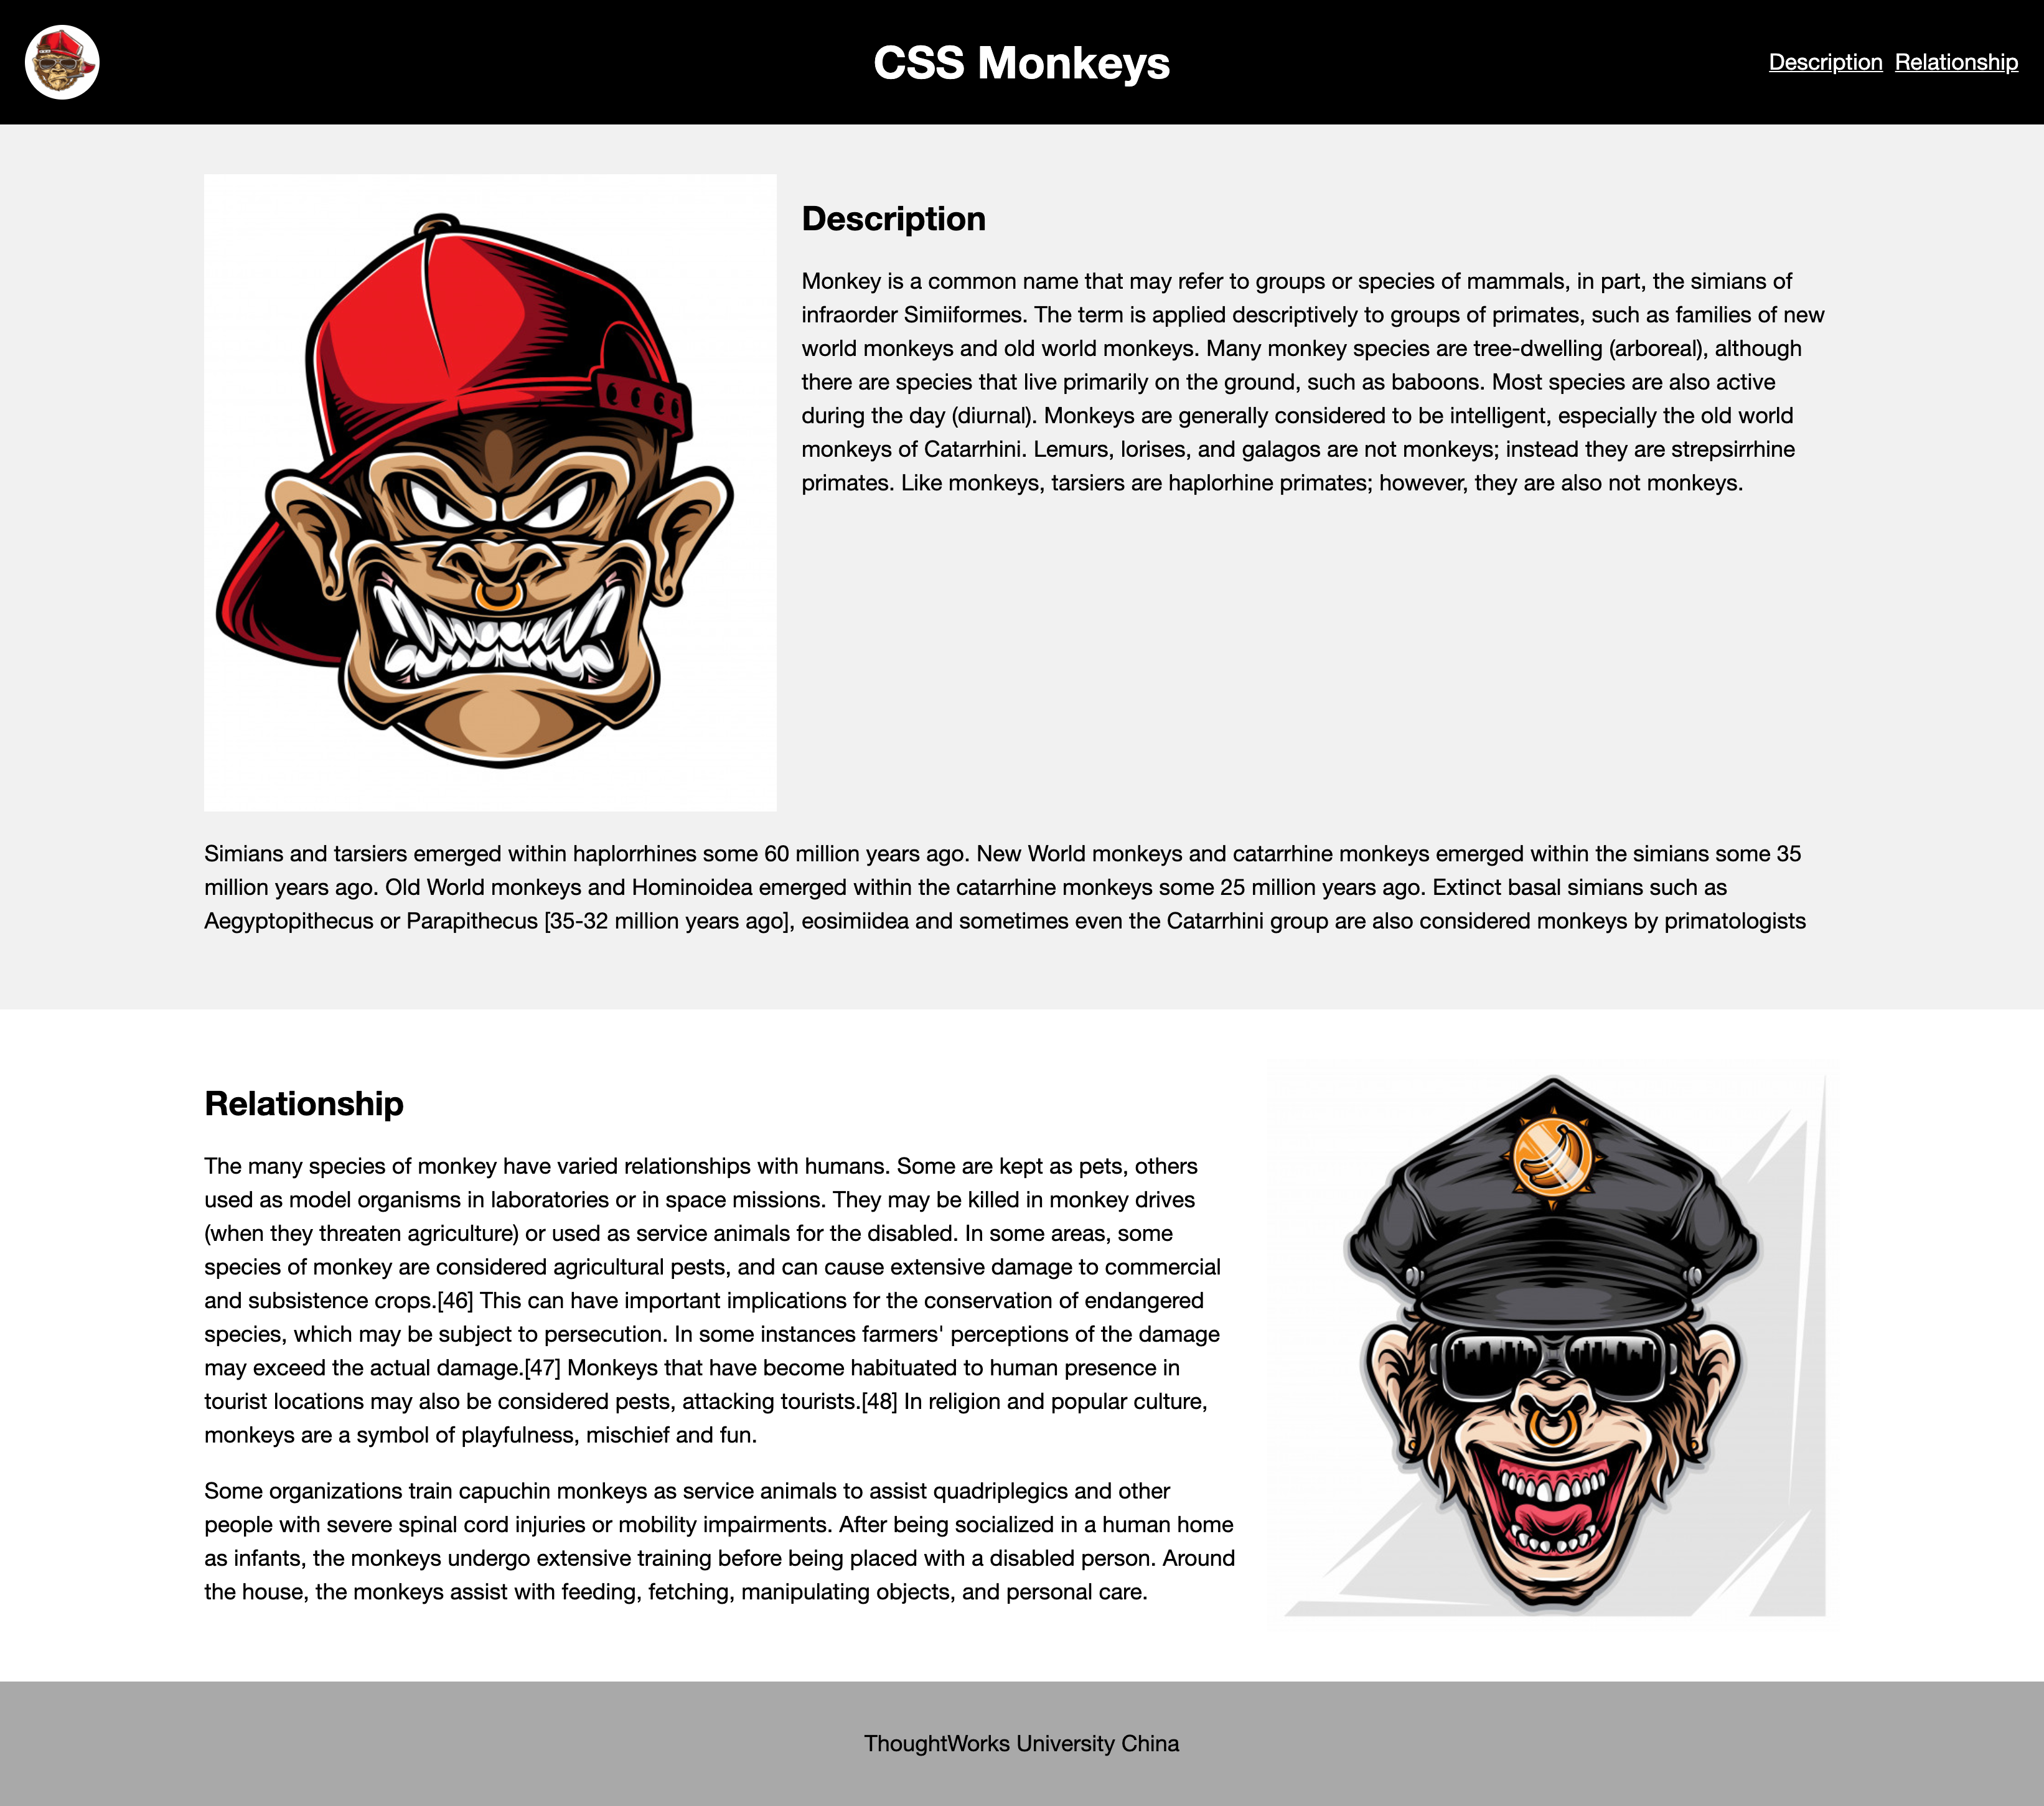 CSS Monkeys
Description Relationship
Description
Monkey is a common name that may refer to groups or species of mammals, in part, the simians of
infraorder Simiiformes. The term is applied descriptively to groups of primates, such as families of new
world monkeys and old world monkeys. Many monkey species are tree-dwelling (arboreal), although
there are species that live primarily on the ground, such as baboons. Most species are also active
during the day (diurnal). Monkeys are generally considered to be intelligent, especially the old world
monkeys of Catarrhini. Lemurs, lorises, and galagos are not monkeys; instead they are strepsirrhine
primates. Like monkeys, tarsiers are haplorhine primates; however, they are also not monkeys.
Simians and tarsiers emerged within haplorrhines some 60 million years ago. New World monkeys and catarrhine monkeys emerged within the simians some 35
million years ago. Old World monkeys and Hominoidea emerged within the catarrhine monkeys some 25 million years ago. Extinct basal simians such as
Aegyptopithecus or Parapithecus [35-32 million years ago], eosimiidea and sometimes even the Catarrhini group are also considered monkeys by primatologists
Relationship
The many species of monkey have varied relationships with humans. Some are kept as pets, others
used as model organisms in laboratories or in space missions. They may be killed in monkey drives
(when they threaten agriculture) or used as service animals for the disabled. In some areas, some
species of monkey are considered agricultural pests, and can cause extensive damage to commercial
and subsistence crops.[46] This can have important implications for the conservation of endangered
species, which may be subject to persecution. In some instances farmers' perceptions of the damage
may exceed the actual damage.[47] Monkeys that have become habituated to human presence in
tourist locations may also be considered pests, attacking tourists.[48] In religion and popular culture,
monkeys are a symbol of playfulness, mischief and fun.
Some organizations train capuchin monkeys as service animals to assist quadriplegics and other
people with severe spinal cord injuries or mobility impairments. After being socialized in a human home
as infants, the monkeys undergo extensive training before being placed with a disabled person. Around
the house, the monkeys assist with feeding, fetching, manipulating objects, and personal care.
ThoughtWorks University China